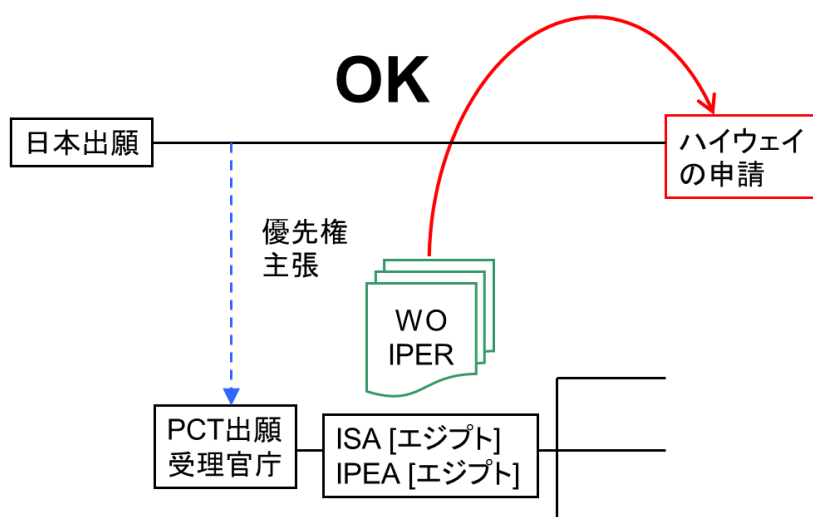 OK
日本出願
ハイウェイ
の申請
優先権
主張
WO
IPER
PCT出願
受理官庁
ISA [エジプト]
IPEA [エジプト]